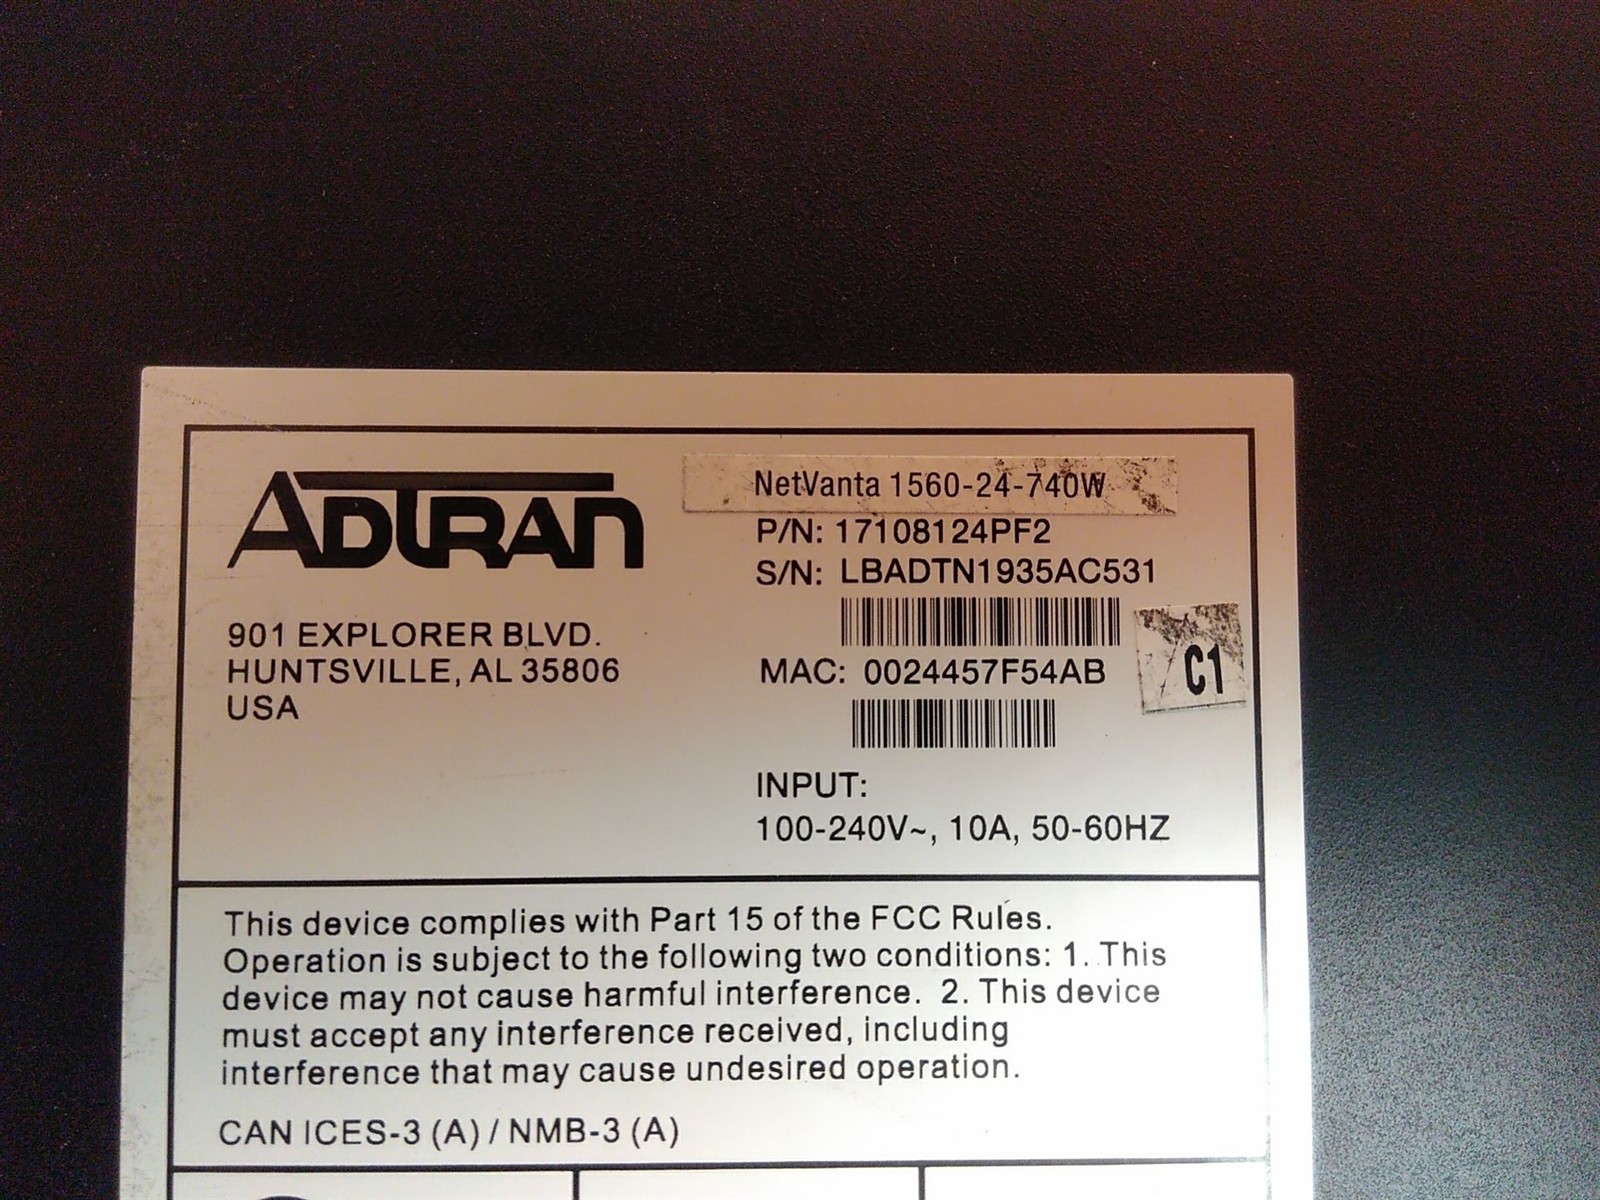 ADTRAN
901 EXPLORER BLVD.
HUNTSVILLE, AL 35806
USA
NetVanta 1560-24-740W
P/N: 17108124PF2
S/N: LBADTN1935AC531
MAC: 0024457F54AB
C1
INPUT:
100-240V~, 10A, 50-60HZ
This device complies with Part 15 of the FCC Rules.
Operation is subject to the following two conditions: 1. This
device may not cause harmful interference. 2. This device
must accept any interference received, including
interference that may cause undesired operation.
CAN ICES-3 (A) / NMB-3 (A)